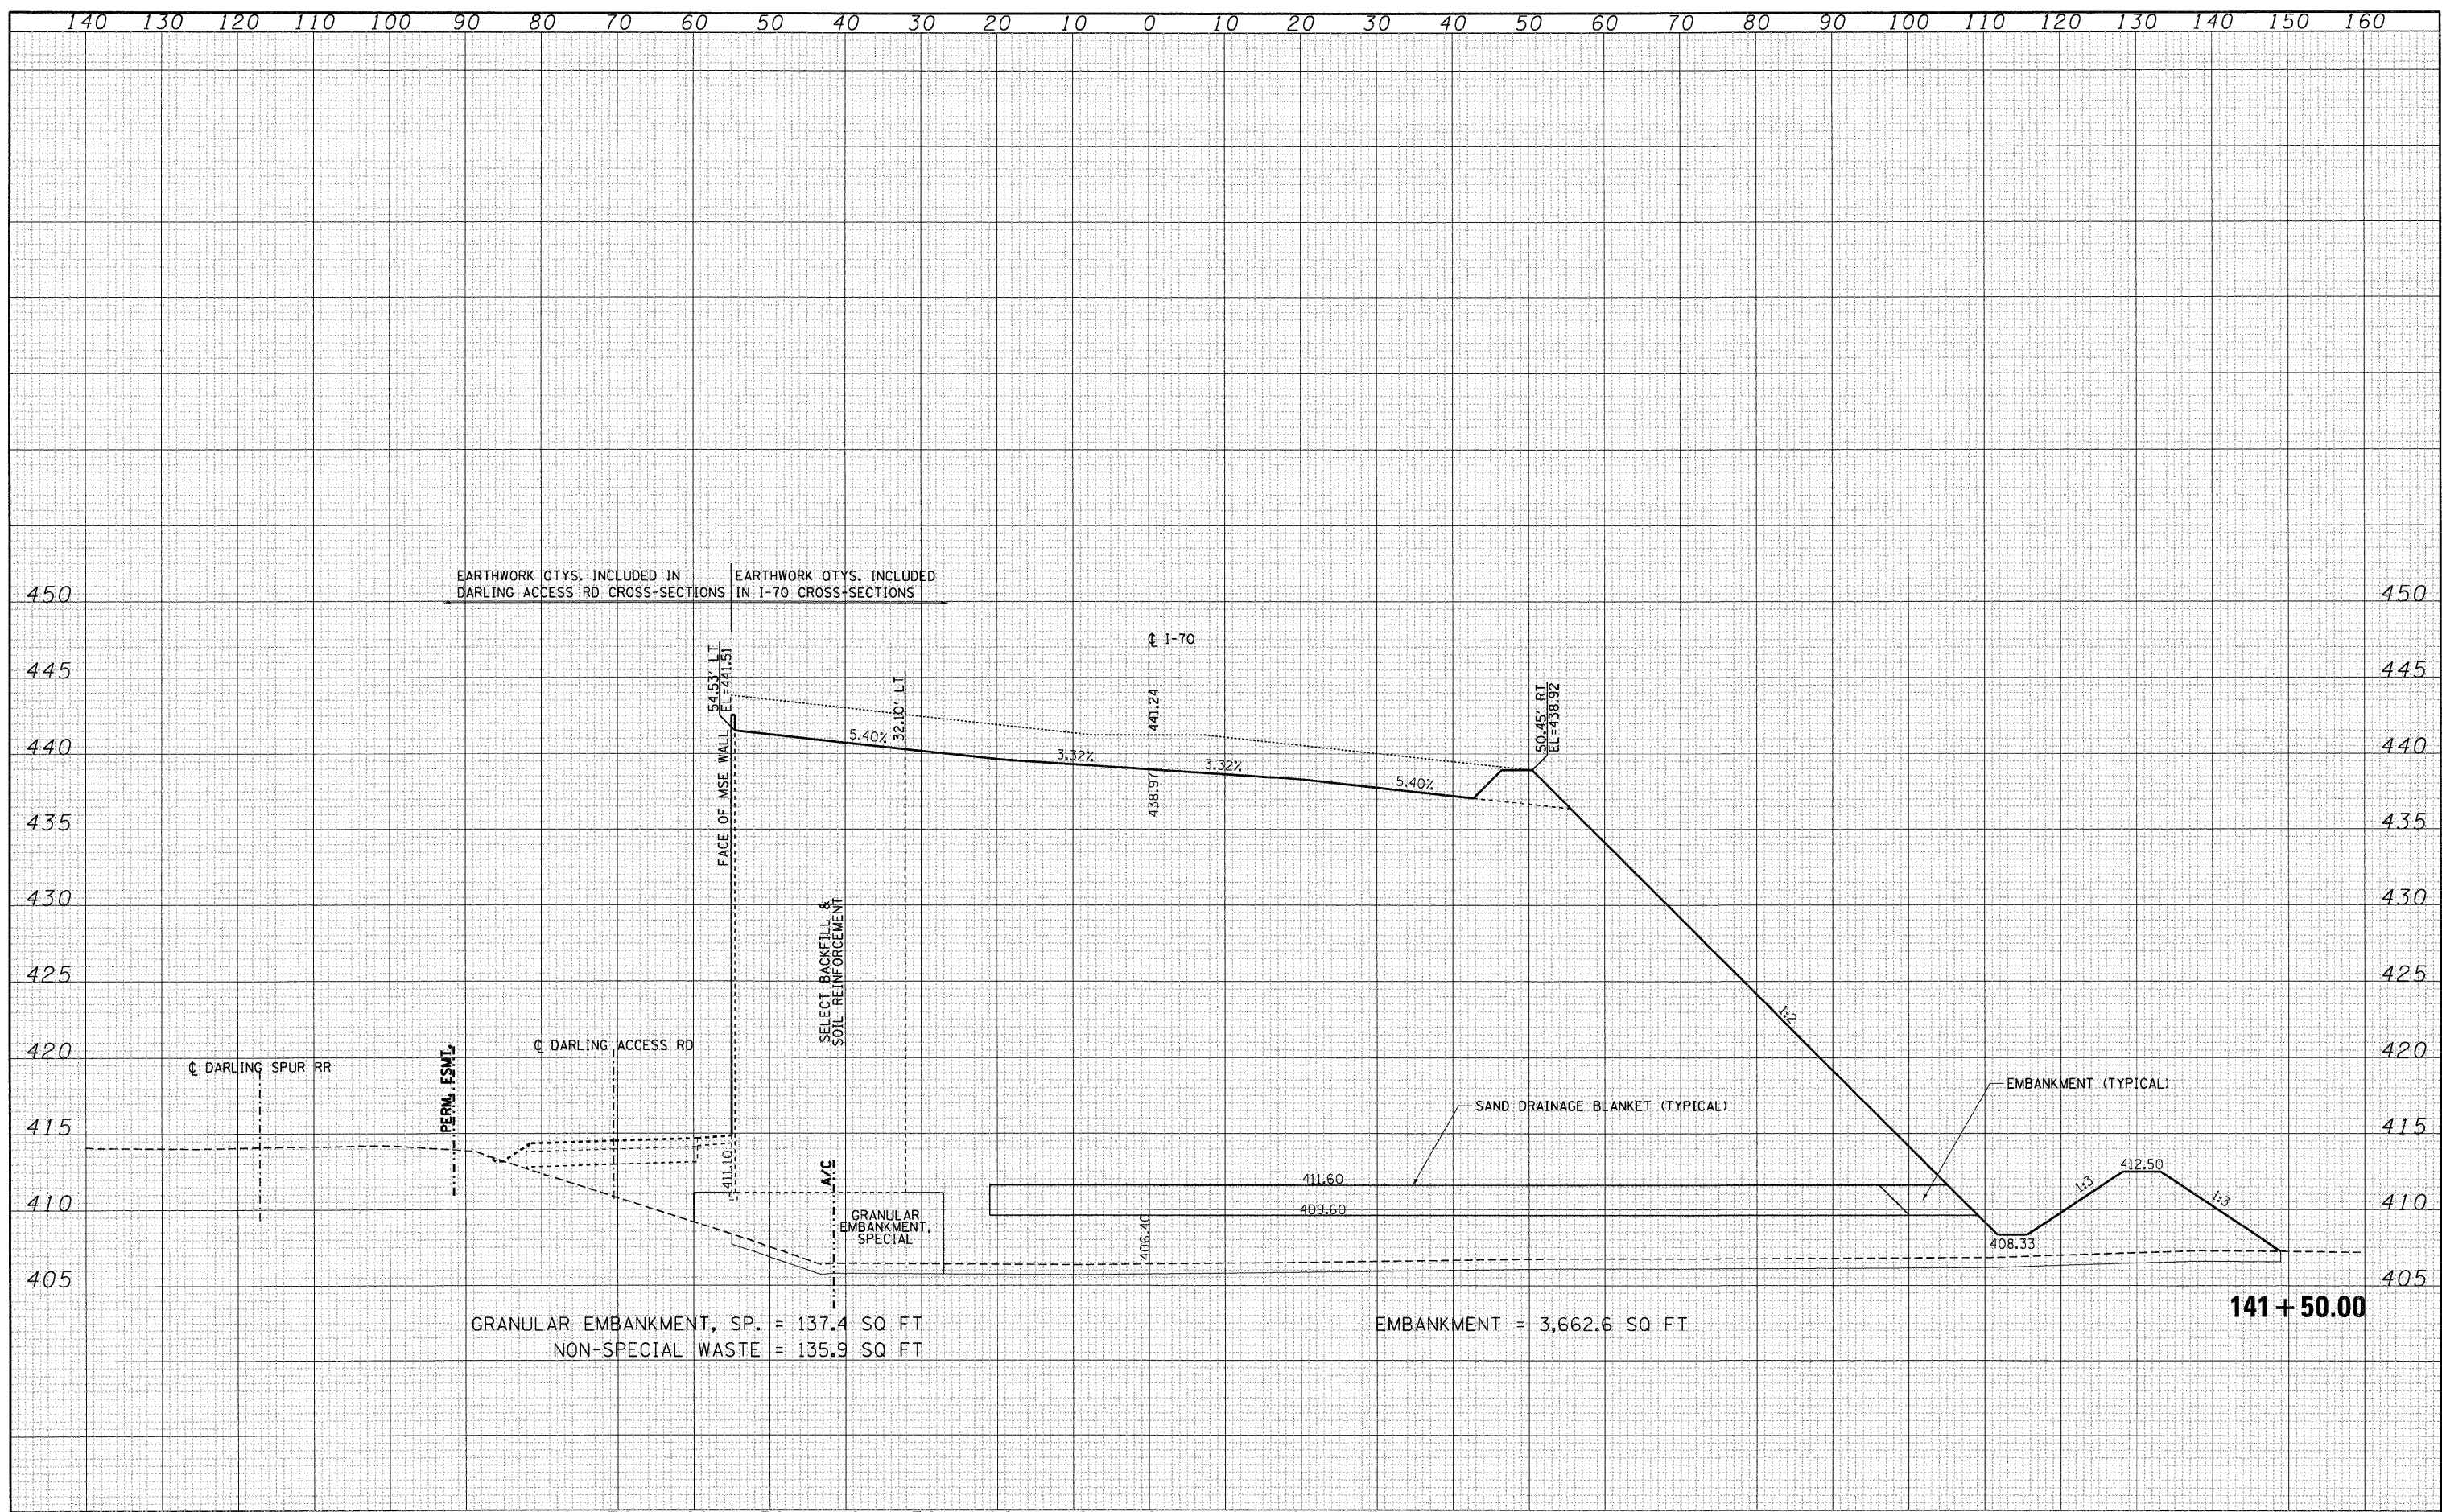 140 130 120 110 100 90 80 70 60 50 40 30 20 10 0 10 20 30 40 50 60 70 80 90 100 110 120 130 140 150 160
EARTHWORK QTYS. INCLUDED IN
DARLING ACCESS RD CROSS-SECTIONS
EARTHWORK QTYS. INCLUDED
IN I-70 CROSS-SECTIONS
450 450
℄ I-70
445 445
54.53' LT
EL=441.51
32.10' LT
441.24
50.45' RT
EL=438.92
440 440
5.40%
3.32%
3.32%
5.40%
438.97
FACE OF MSE WALL
435 435
430 430
SELECT BACKFILL &
SOIL REINFORCEMENT
425 425
1:2
420 420
℄ DARLING SPUR RR
PERM. ESMT.
℄ DARLING ACCESS RD
EMBANKMENT (TYPICAL)
SAND DRAINAGE BLANKET (TYPICAL)
415 415
411.10
A/C
411.60
412.50
1:3
1:3
410 410
GRANULAR
EMBANKMENT,
SPECIAL
409.60
406.40
408.33
405 405
141+50.00
GRANULAR EMBANKMENT, SP. = 137.4 SQ FT
EMBANKMENT = 3,662.6 SQ FT
NON-SPECIAL WASTE = 135.9 SQ FT